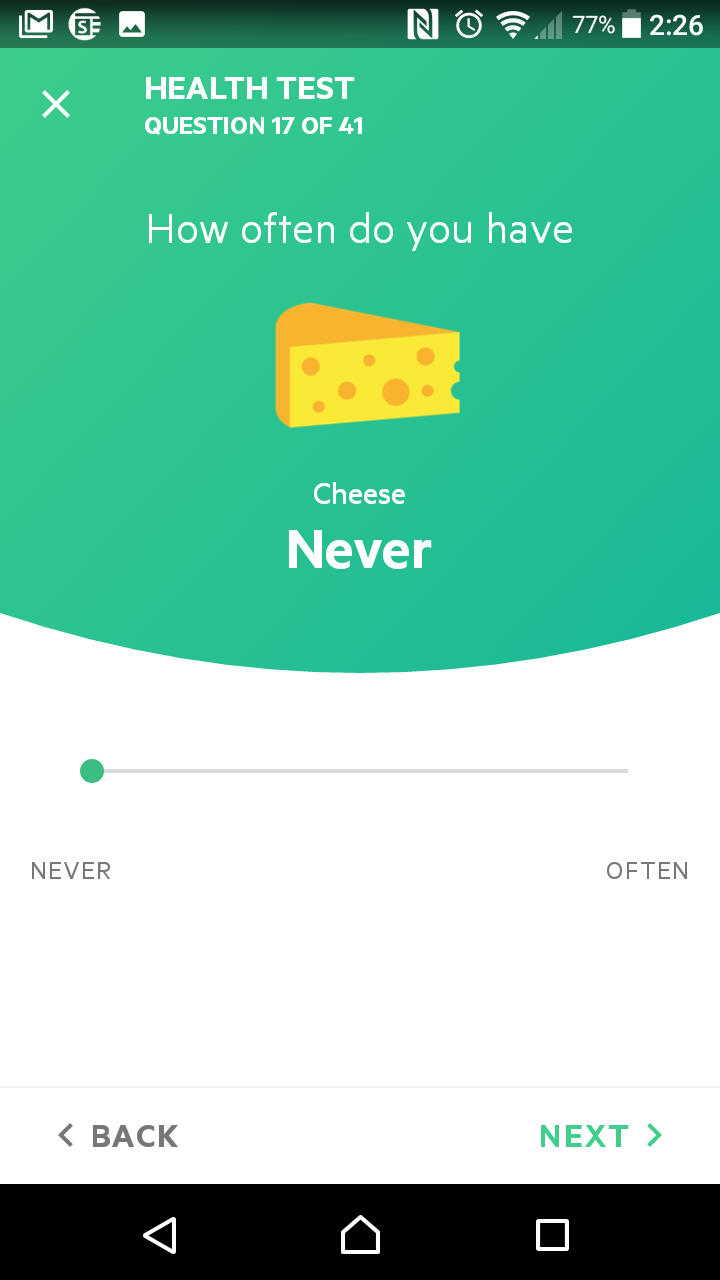 77% 2:26
HEALTH TEST
QUESTION 17 OF 41
How often do you have
Cheese
Never
NEVER OFTEN
BACK NEXT